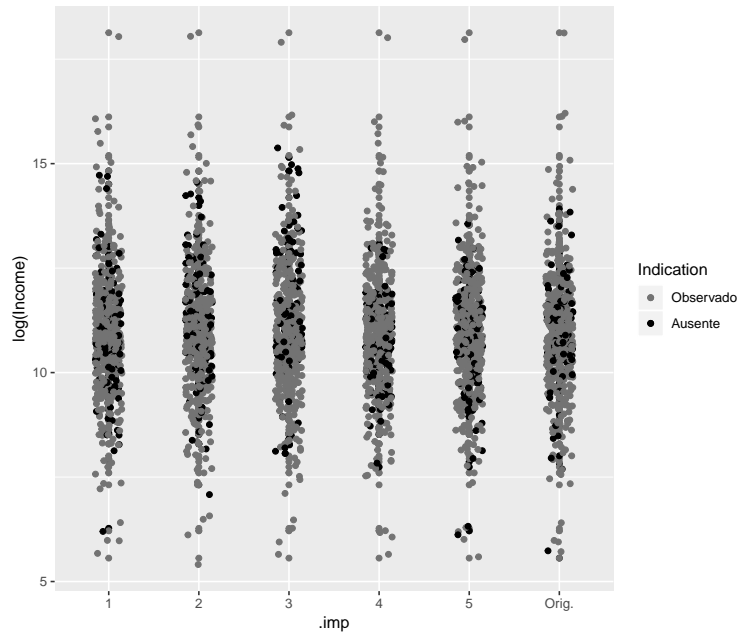 15
10
5
log(Income)
1 2 3 4 5 Orig.
.imp
Indication
Observado
Ausente